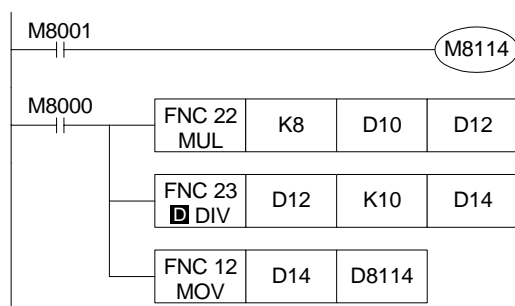 M8001
M8114
M8000
FNC 22
MUL
K8
D10
D12
FNC 23
D DIV
D12
K10
D14
FNC 12
MOV
D14
D8114